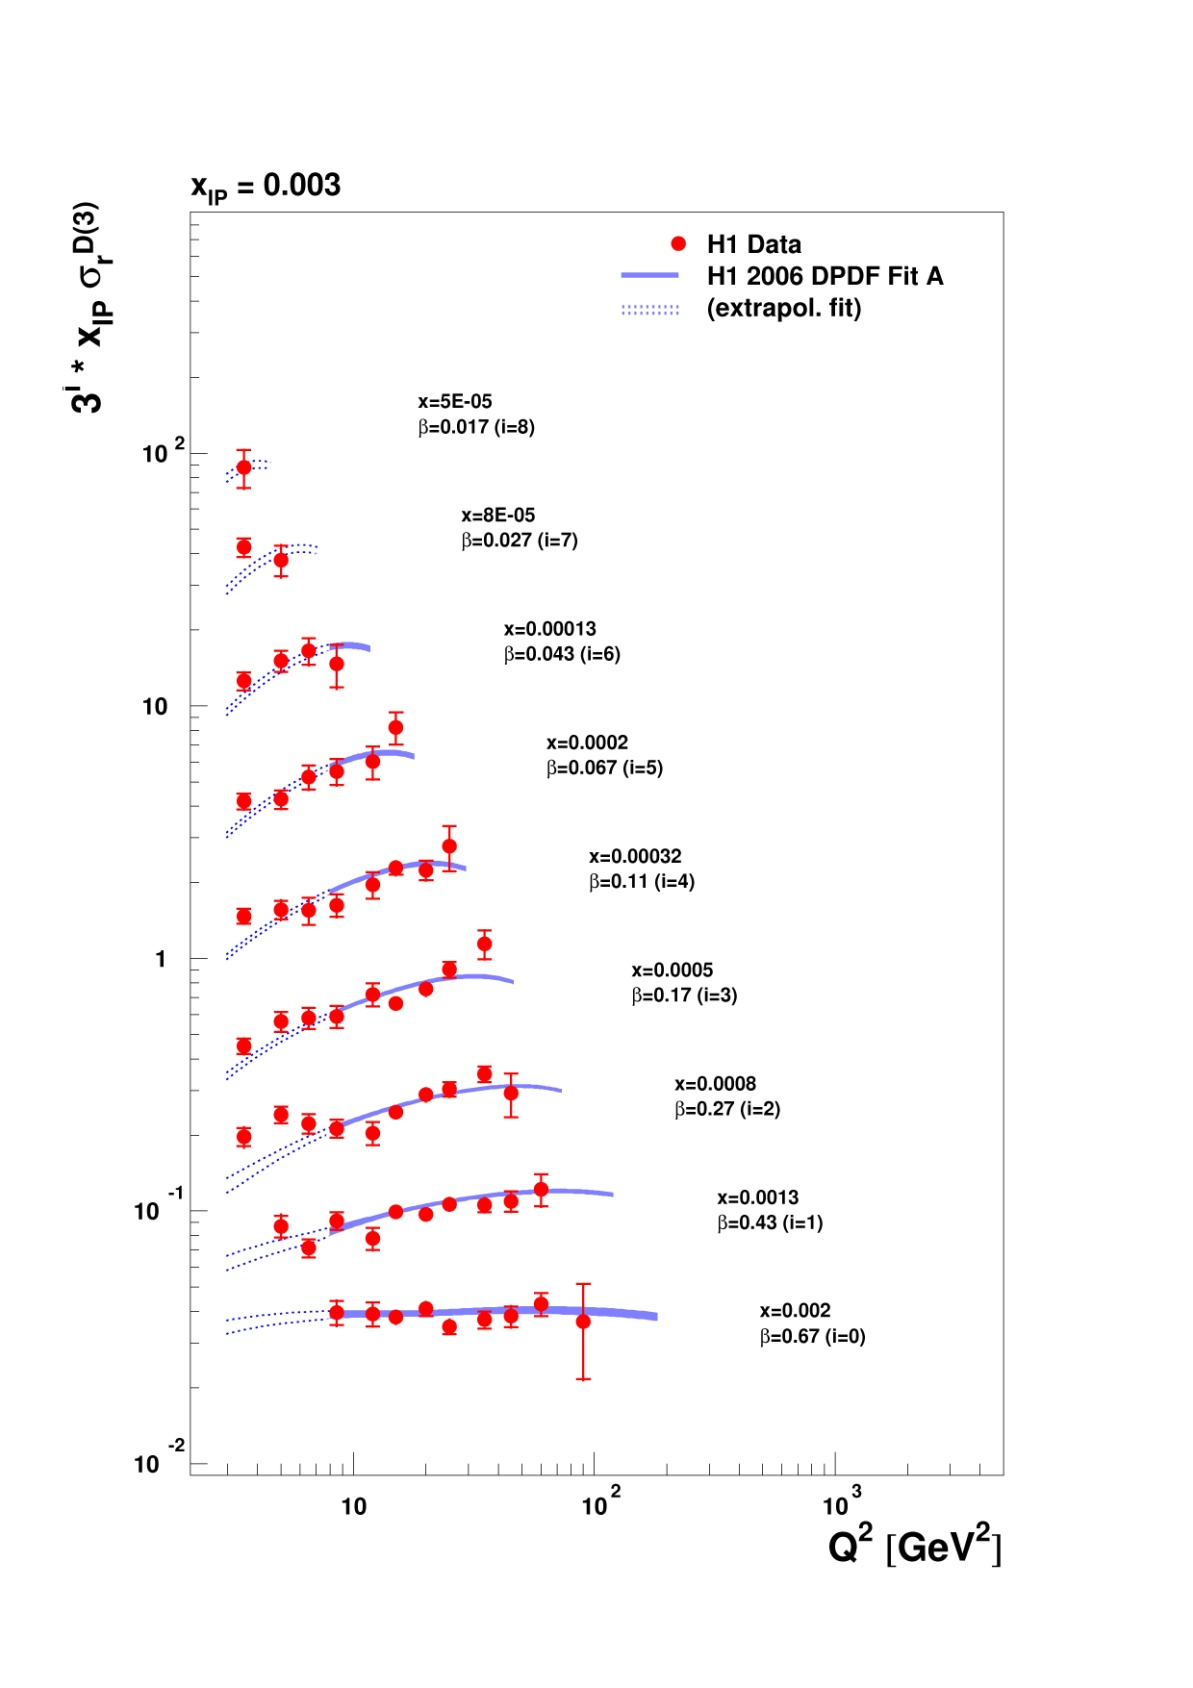 x_IP = 0.003
3^i * x_IP σ_r^D(3)
H1 Data
H1 2006 DPDF Fit A
(extrapol. fit)
x=5E-05
β=0.017 (i=8)
10^2
x=8E-05
β=0.027 (i=7)
x=0.00013
β=0.043 (i=6)
10
x=0.0002
β=0.067 (i=5)
x=0.00032
β=0.11 (i=4)
1
x=0.0005
β=0.17 (i=3)
x=0.0008
β=0.27 (i=2)
10^-1
x=0.0013
β=0.43 (i=1)
x=0.002
β=0.67 (i=0)
10^-2
10 10^2 10^3
Q^2 [GeV^2]